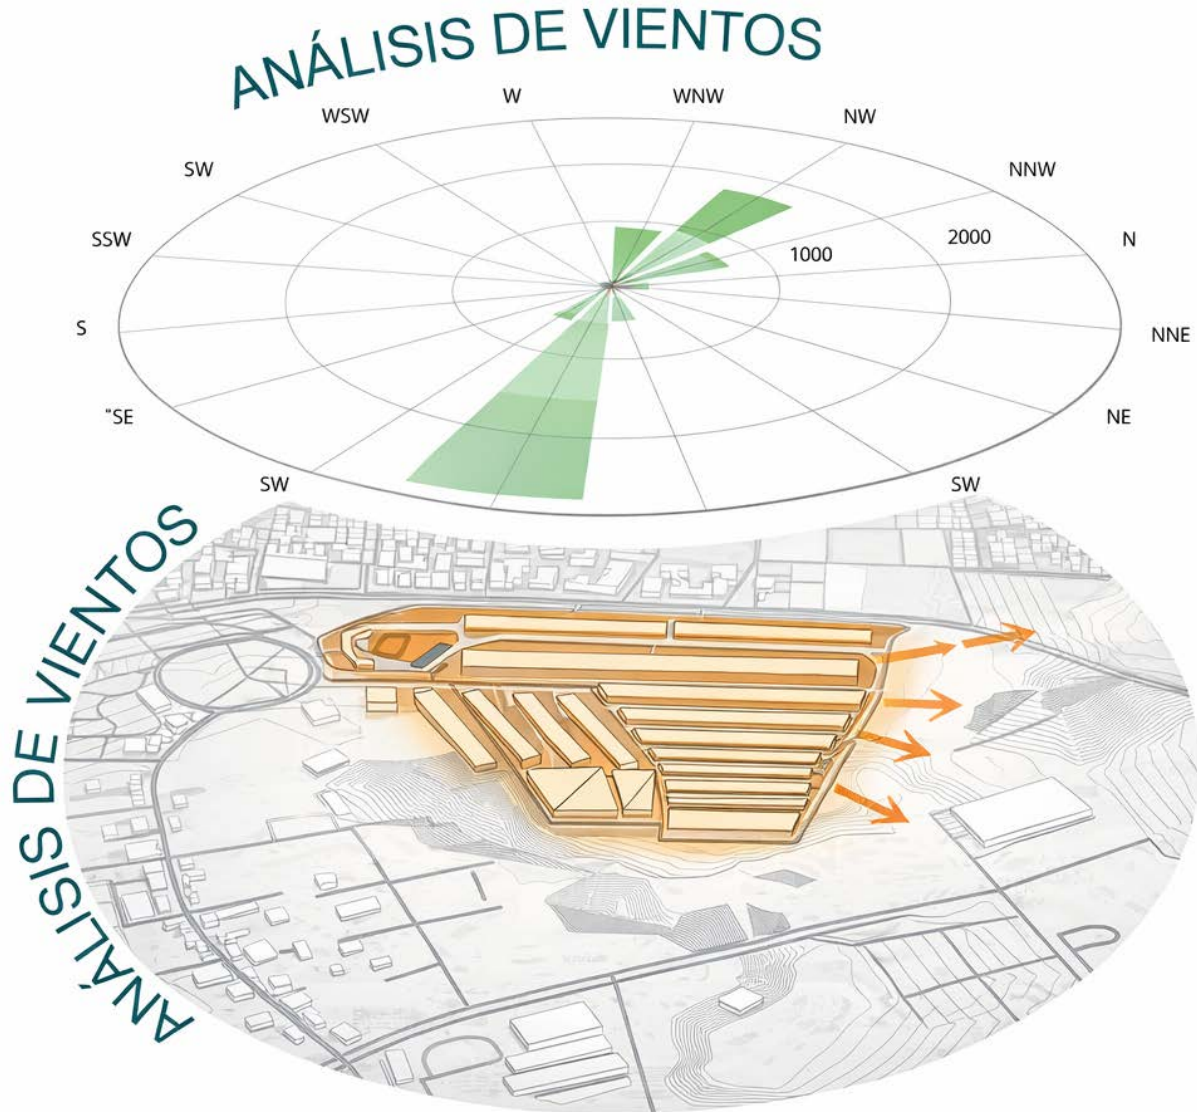 ANÁLISIS DE VIENTOS
W
WNW
WSW
NW
SW
NNW
SSW
N
1000
2000
S
NNE
"SE
NE
SW
SW
ANÁLISIS DE VIENTOS